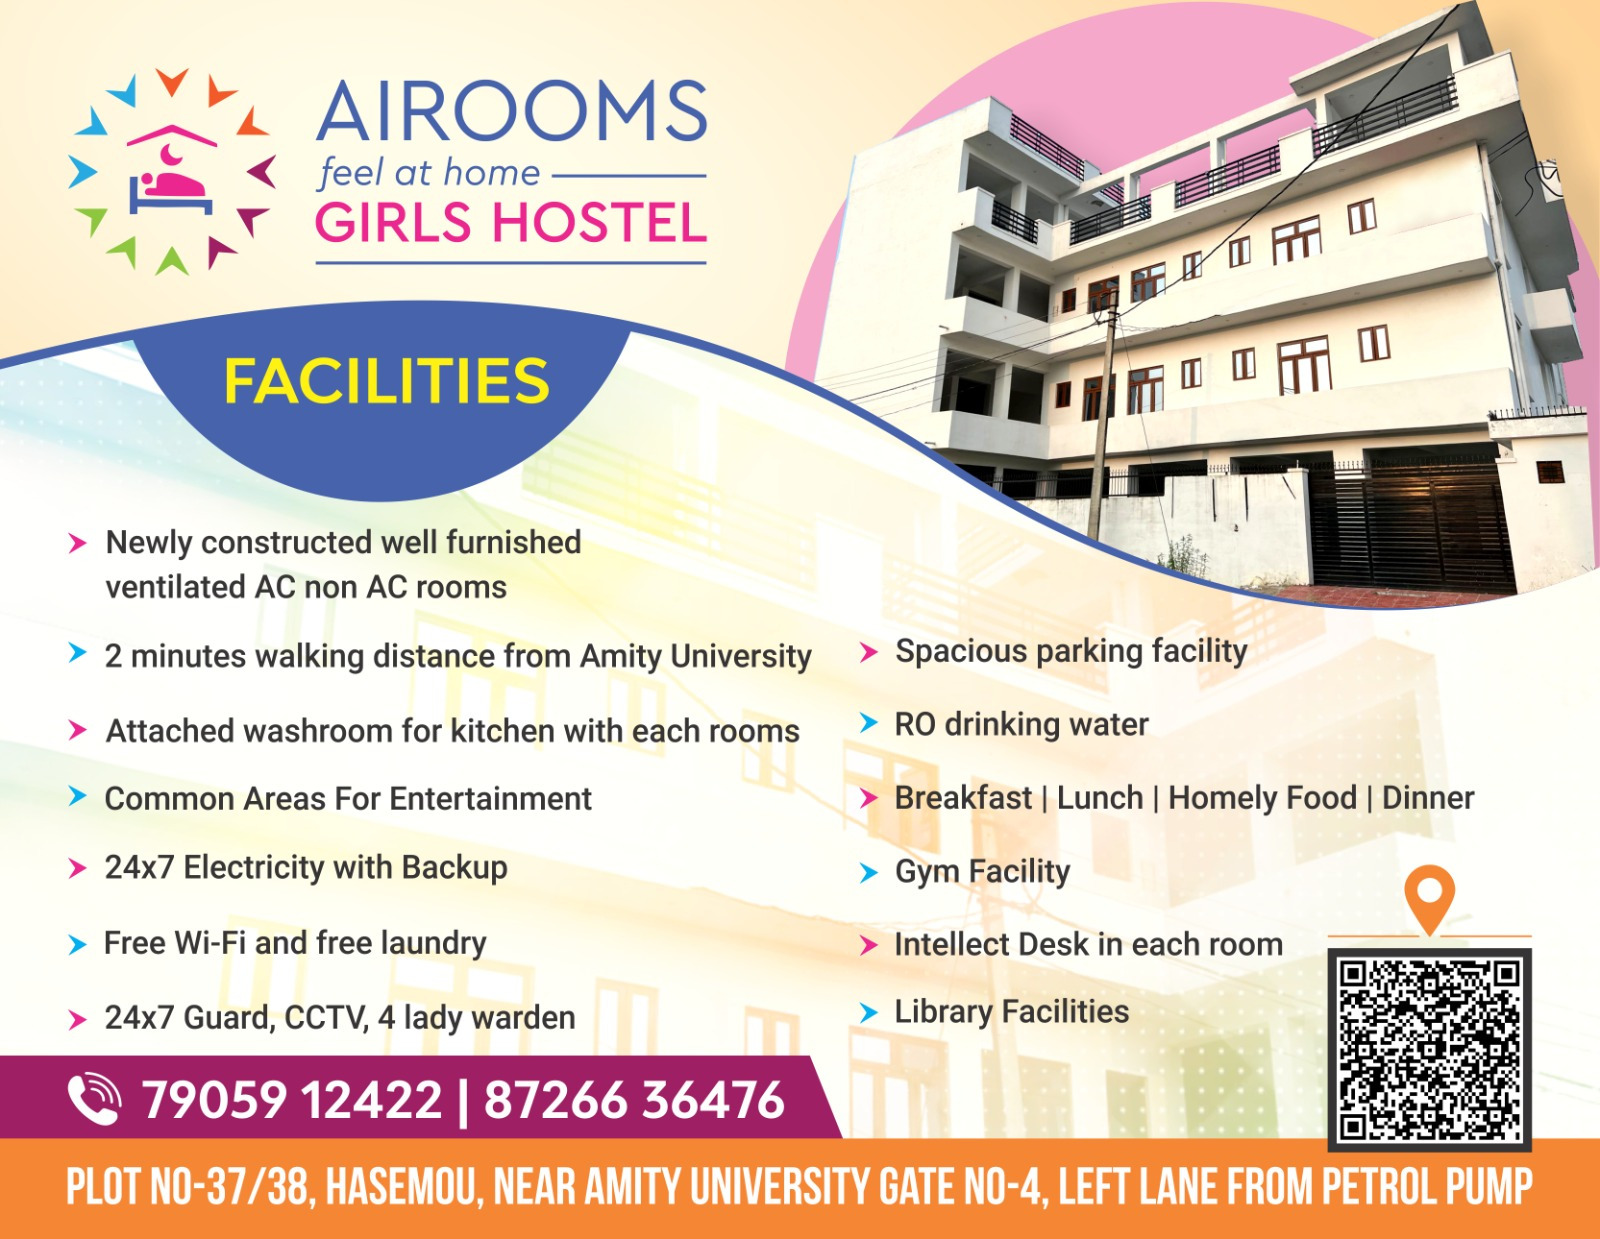 AIROOMS
feel at home
GIRLS HOSTEL
FACILITIES
Newly constructed well furnished
ventilated AC non AC rooms
2 minutes walking distance from Amity University
Attached washroom for kitchen with each rooms
Common Areas For Entertainment
24x7 Electricity with Backup
Free Wi-Fi and free laundry
24x7 Guard, CCTV, 4 lady warden
Spacious parking facility
RO drinking water
Breakfast | Lunch | Homely Food | Dinner
Gym Facility
Intellect Desk in each room
Library Facilities
79059 12422 | 87266 36476
PLOT NO-37/38, HASEMOU, NEAR AMITY UNIVERSITY GATE NO-4, LEFT LANE FROM PETROL PUMP